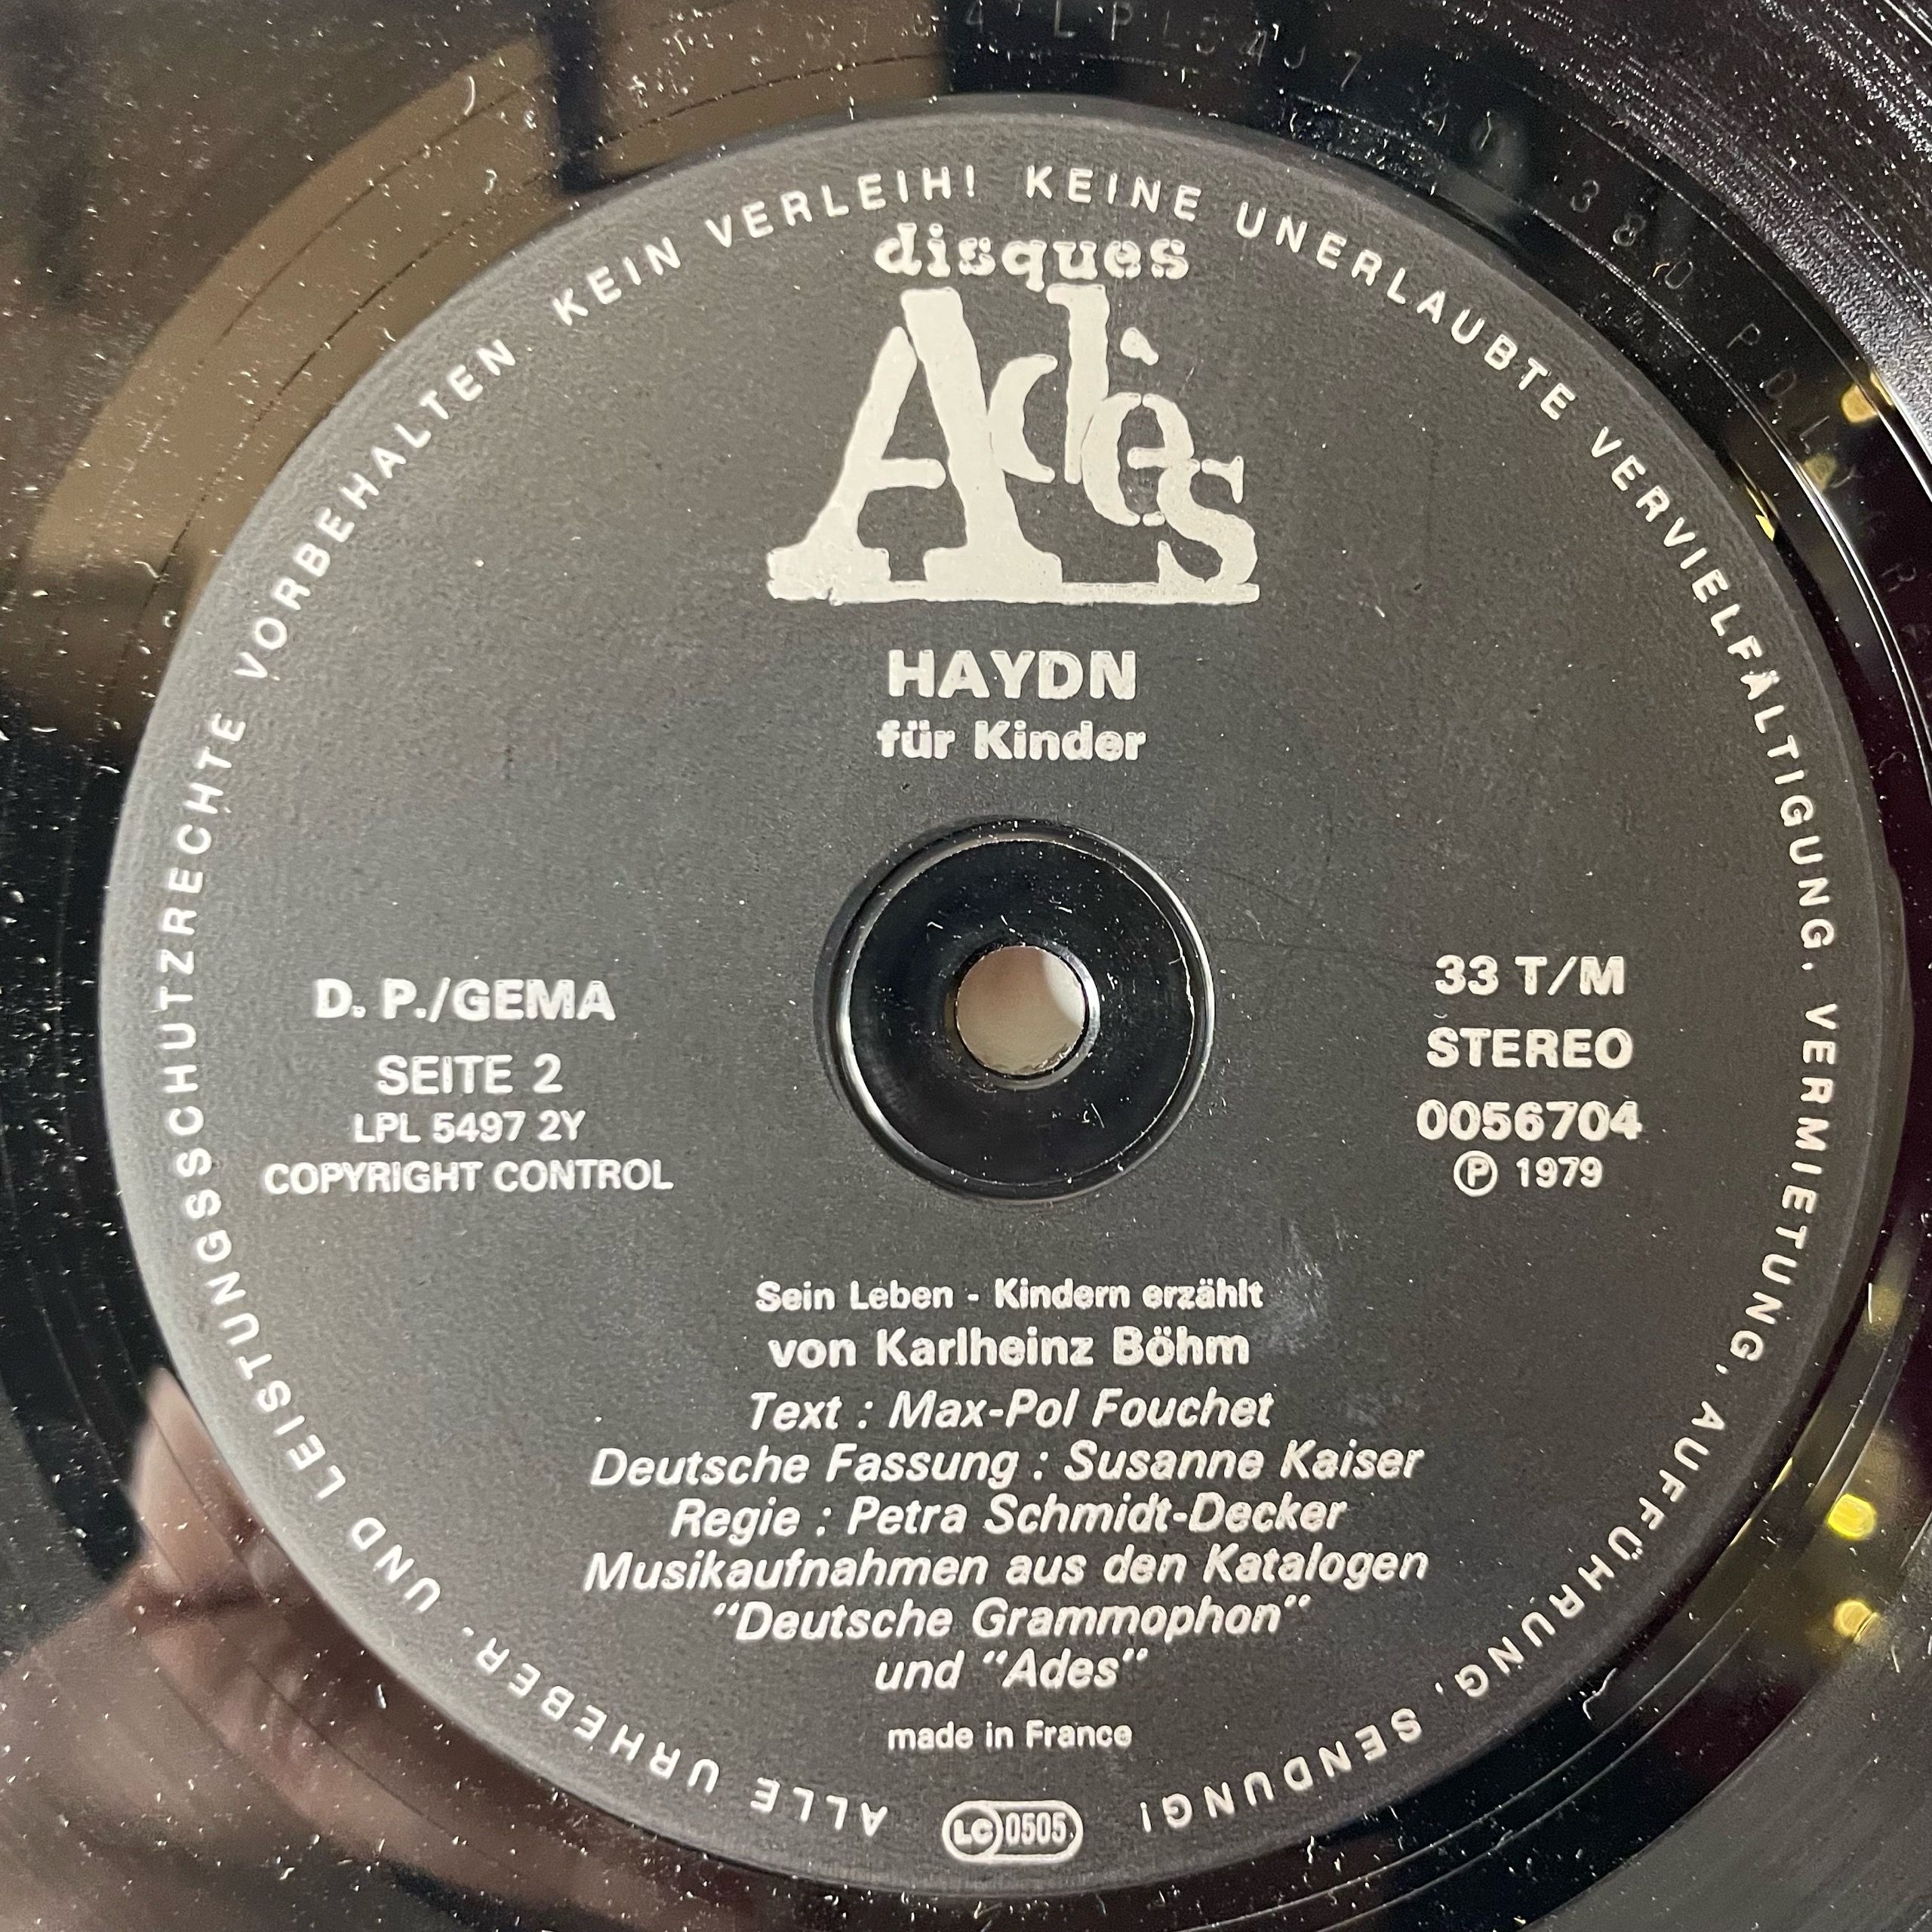 ALLE URHEBER- UND LEISTUNGSSCHUTZRECHTE VORBEHALTEN KEIN VERLEIH! KEINE UNERLAUBTE VERVIELFÄLTIGUNG, VERMIETUNG, AUFFÜHRUNG, SENDUNG!
disques
Adès
HAYDN
für Kinder
D. P./GEMA
SEITE 2
LPL 5497 2Y
COPYRIGHT CONTROL
33 T/M
STEREO
0056704
℗ 1979
Sein Leben - Kindern erzählt
von Karlheinz Böhm
Text : Max-Pol Fouchet
Deutsche Fassung : Susanne Kaiser
Regie : Petra Schmidt-Decker
Musikaufnahmen aus den Katalogen
"Deutsche Grammophon"
und "Ades"
made in France
LC 0505